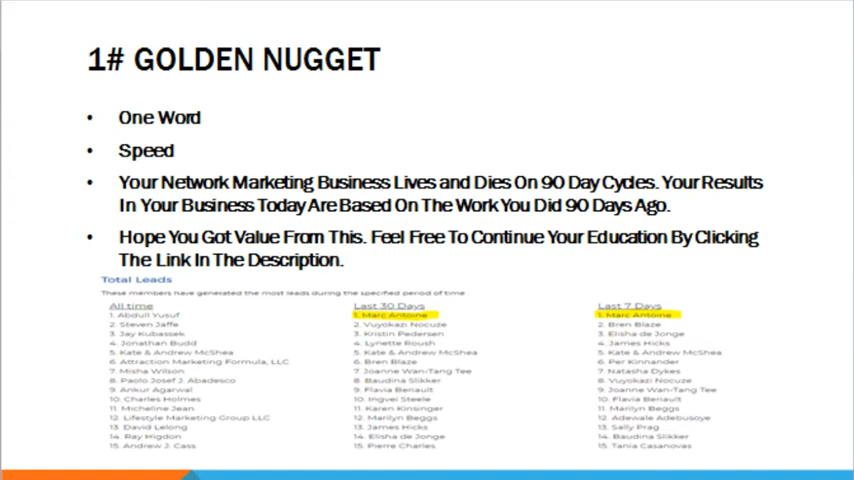 1# GOLDEN NUGGET
• One Word
• Speed
• Your Network Marketing Business Lives and Dies On 90 Day Cycles. Your Results
In Your Business Today Are Based On The Work You Did 90 Days Ago.
• Hope You Got Value From This. Feel Free To Continue Your Education By Clicking
The Link In The Description.
Total Leads
These members have generated the most leads during the specified period of time
All time
1. Abdull Yusuf
2. Steven Jaffe
3. Jay Kubassek
4. Jonathan Budd
5. Kate & Andrew McShea
6. Attraction Marketing Formula, LLC
7. Misha Wilson
8. Paolo Josef J. Abadesco
9. Ankur Agarwal
10. Charles Holmes
11. Micheline Jean
12. Lifestyle Marketing Group LLC
13. David Lelong
14. Ray Higdon
15. Andrew J. Cass
Last 30 Days
1. Marc Antoine
2. Vuyokazi Nocuze
3. Kristin Pedersen
4. Lynette Roush
5. Kate & Andrew McShea
6. Bren Blaze
7. Joanne Wan-Tang Tee
8. Baudina Slikker
9. Flavia Benault
10. Ingvel Steele
11. Karen Kinsinger
12. Marilyn Beggs
13. James Hicks
14. Elisha de Jonge
15. Pierre Charles
Last 7 Days
1. Marc Antoine
2. Bren Blaze
3. Elisha de Jonge
4. James Hicks
5. Kate & Andrew McShea
6. Per Kinnander
7. Natasha Dykes
8. Vuyokazi Nocuze
9. Joanne Wan-Tang Tee
10. Flavia Benault
11. Marilyn Beggs
12. Adewale Adebusoye
13. Sally Prag
14. Baudina Slikker
15. Tania Casanovas